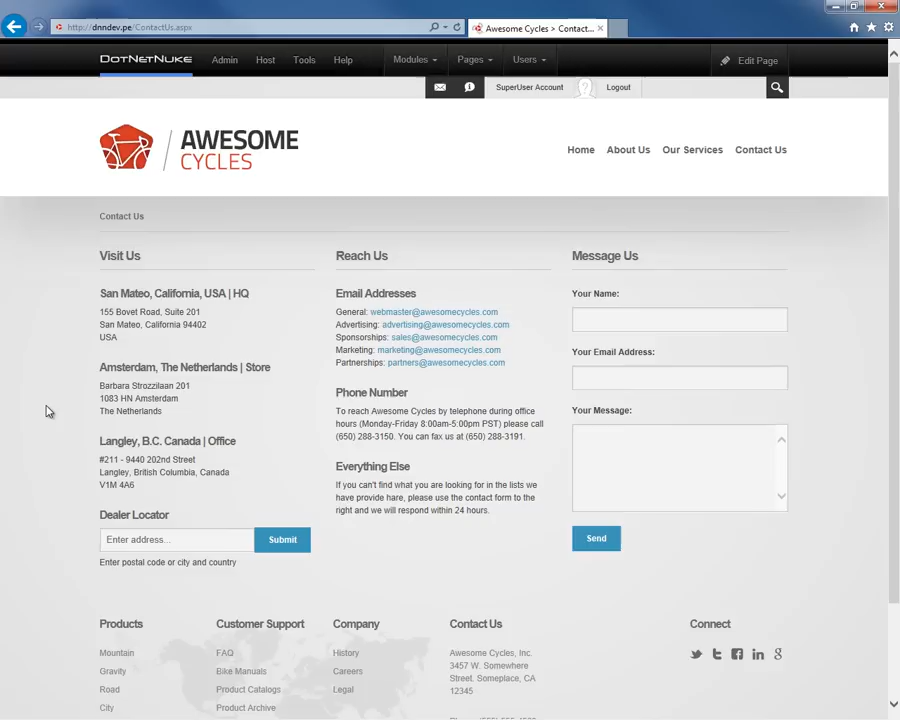 http://dnndev.pe/ContactUs.aspx
Awesome Cycles > Contact...
DOTNETNUKE
Admin
Host
Tools
Help
Modules
Pages
Users
Edit Page
SuperUser Account
Logout
AWESOME
CYCLES
Home
About Us
Our Services
Contact Us
Contact Us
Visit Us
San Mateo, California, USA | HQ
155 Bovet Road, Suite 201
San Mateo, California 94402
USA
Amsterdam, The Netherlands | Store
Barbara Strozzilaan 201
1083 HN Amsterdam
The Netherlands
Langley, B.C. Canada | Office
#211 - 9440 202nd Street
Langley, British Columbia, Canada
V1M 4A6
Dealer Locator
Enter address...
Submit
Enter postal code or city and country
Reach Us
Email Addresses
General: webmaster@awesomecycles.com
Advertising: advertising@awesomecycles.com
Sponsorships: sales@awesomecycles.com
Marketing: marketing@awesomecycles.com
Partnerships: partners@awesomecycles.com
Phone Number
To reach Awesome Cycles by telephone during office
hours (Monday-Friday 8:00am-5:00pm PST) please call
(650) 288-3150. You can fax us at (650) 288-3191.
Everything Else
If you can't find what you are looking for in the lists we
have provide hare, please use the contact form to the
right and we will respond within 24 hours.
Message Us
Your Name:
Your Email Address:
Your Message:
Send
Products
Mountain
Gravity
Road
City
Customer Support
FAQ
Bike Manuals
Product Catalogs
Product Archive
Company
History
Careers
Legal
Contact Us
Awesome Cycles, Inc.
3457 W. Somewhere
Street. Someplace, CA
12345
Connect